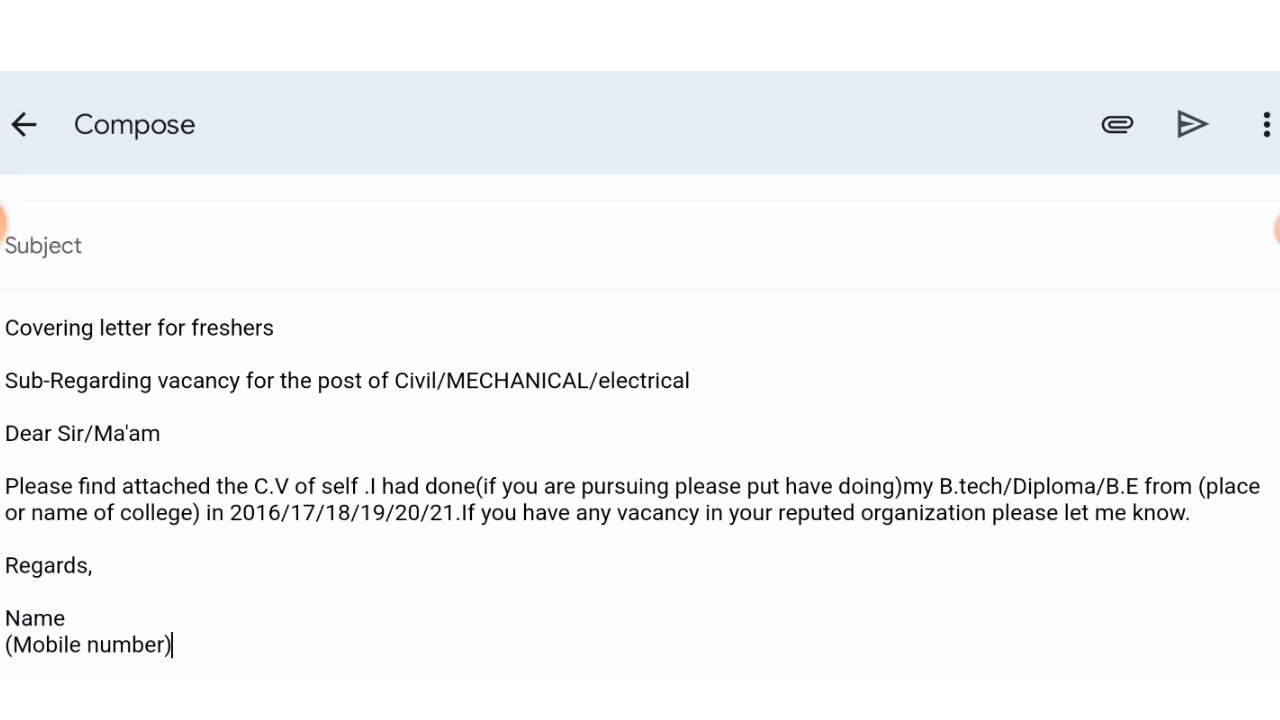 Compose
Subject
Covering letter for freshers
Sub-Regarding vacancy for the post of Civil/MECHANICAL/electrical
Dear Sir/Ma'am
Please find attached the C.V of self .I had done(if you are pursuing please put have doing)my B.tech/Diploma/B.E from (place
or name of college) in 2016/17/18/19/20/21.If you have any vacancy in your reputed organization please let me know.
Regards,
Name
(Mobile number)